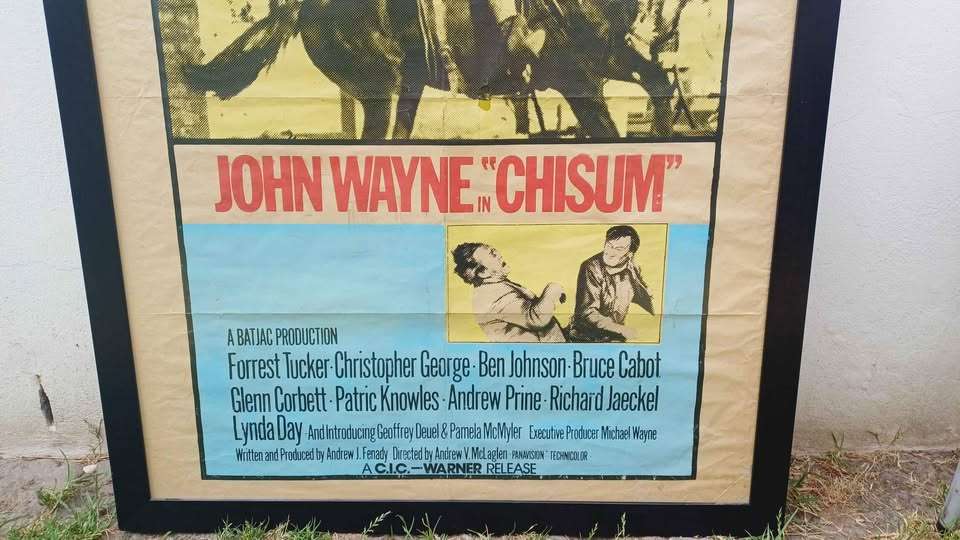 JOHN WAYNE IN "CHISUM"
A BATJAC PRODUCTION
Forrest Tucker · Christopher George · Ben Johnson · Bruce Cabot
Glenn Corbett · Patric Knowles · Andrew Prine · Richard Jaeckel
Lynda Day And Introducing Geoffrey Deuel & Pamela McMyler Executive Producer Michael Wayne
Written and Produced by Andrew J. Fenady Directed by Andrew V. McLaglen PANAVISION® TECHNICOLOR
A C.I.C.–WARNER RELEASE